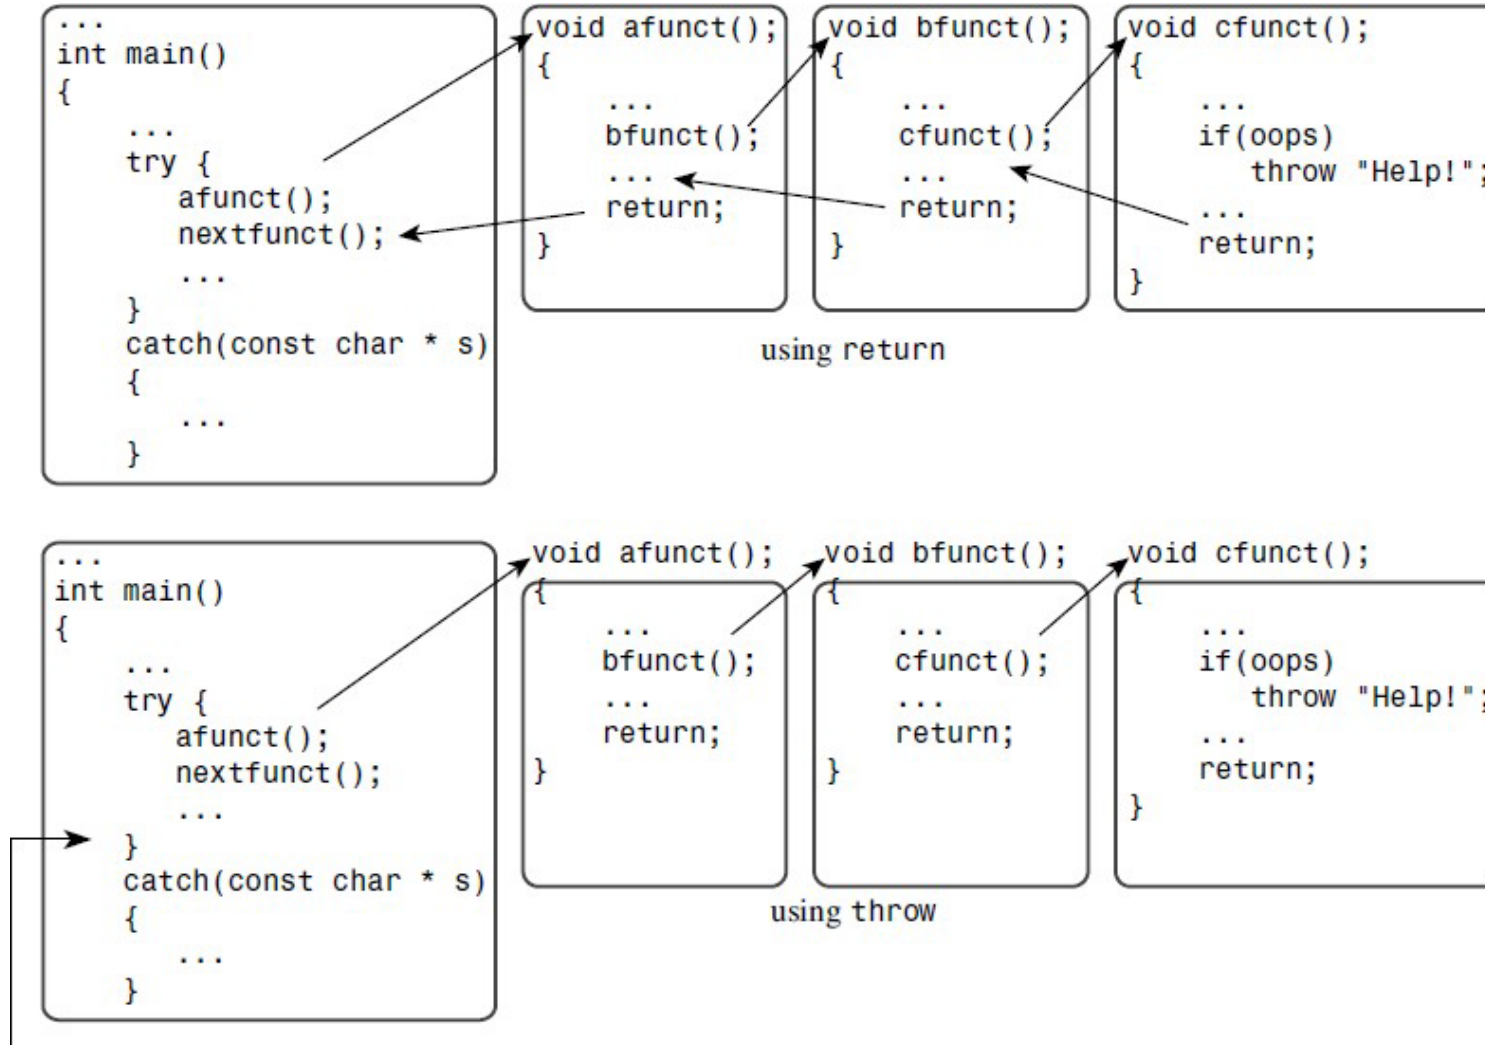 ...
int main()
{
...
try {
afunct();
nextfunct();
...
}
catch(const char * s)
{
...
}
void afunct();
{
...
bfunct();
...
return;
}
void bfunct();
{
...
cfunct();
...
return;
}
void cfunct();
{
...
if(oops)
throw "Help!";
...
return;
}
using return
...
int main()
{
...
try {
afunct();
nextfunct();
...
}
catch(const char * s)
{
...
}
void afunct();
{
...
bfunct();
...
return;
}
void bfunct();
{
...
cfunct();
...
return;
}
void cfunct();
{
...
if(oops)
throw "Help!";
...
return;
}
using throw